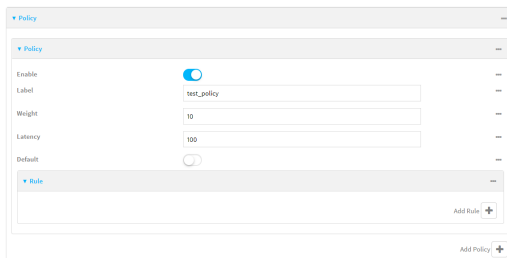 Policy
Policy
Enable
Label test_policy
Weight 10
Latency 100
Default
Rule
Add Rule
Add Policy